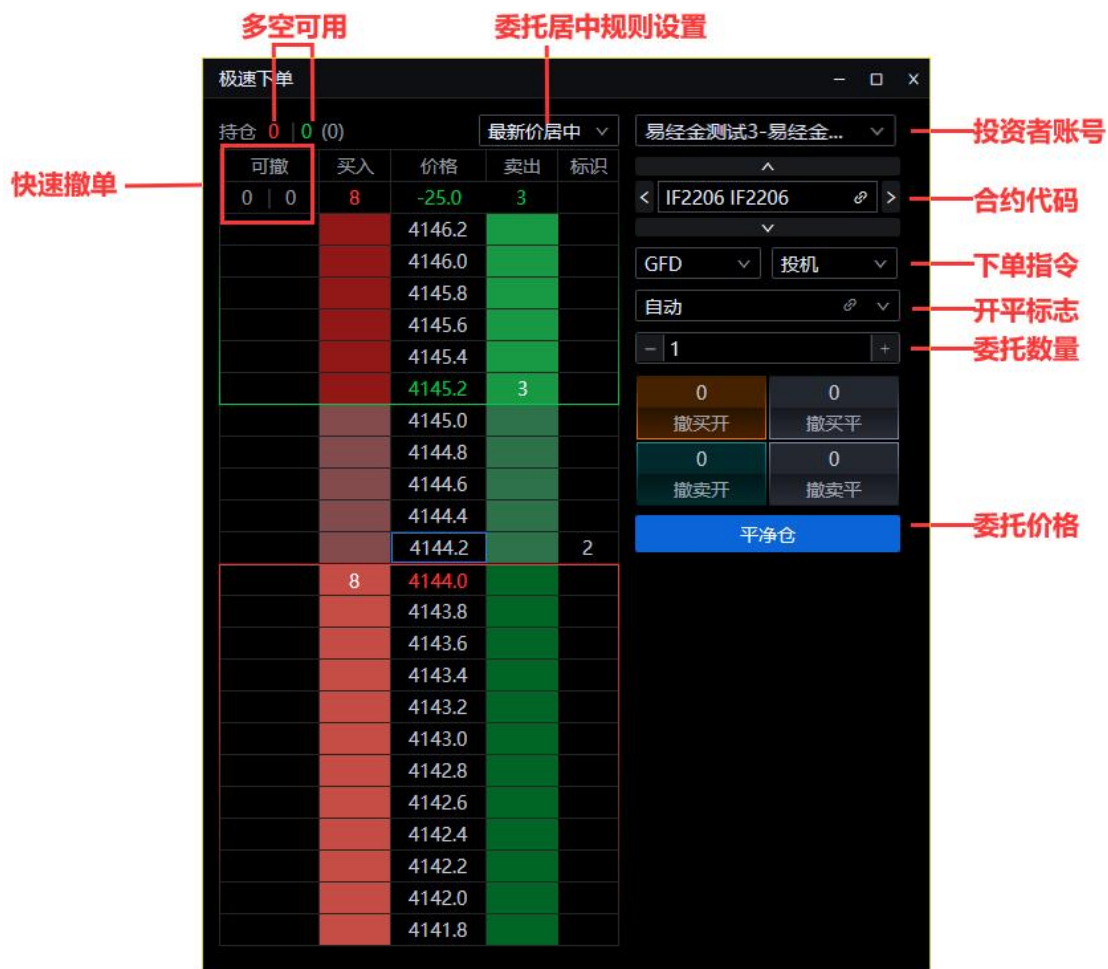 多空可用 委托居中规则设置
极速下单
持仓 0 | 0 (0) 最新价居中 易经金测试3-易经金... 投资者账号
可撤 买入 价格 卖出 标识
快速撤单
0 | 0 8 -25.0 3 < IF2206 IF2206 > 合约代码
4146.2
4146.0 GFD 投机 下单指令
4145.8 自动 开平标志
4145.6
4145.4 - 1 + 委托数量
4145.2 3 0 0
4145.0 撤买开 撤买平
4144.8 0 0
4144.6 撤卖开 撤卖平
4144.4
4144.2 2 平净仓 委托价格
8 4144.0
4143.8
4143.6
4143.4
4143.2
4143.0
4142.8
4142.6
4142.4
4142.2
4142.0
4141.8